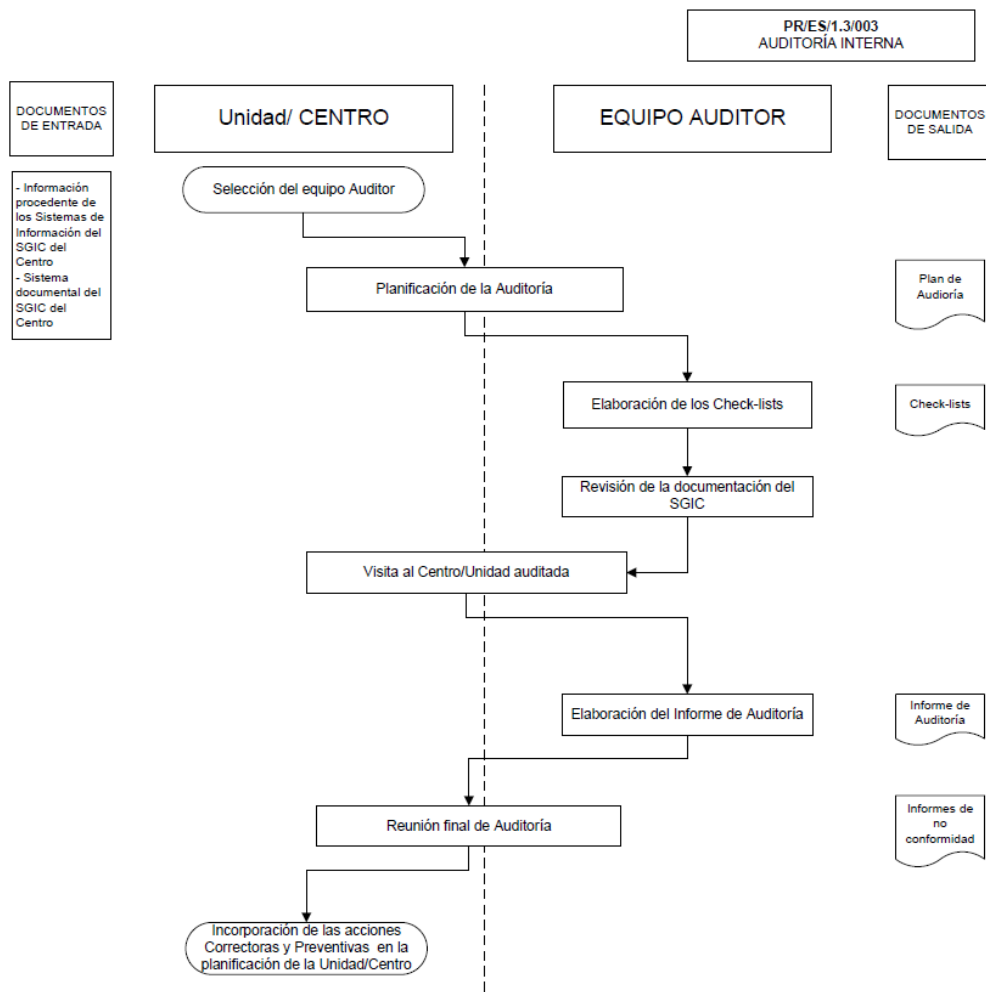 PR/ES/1.3/003
AUDITORÍA INTERNA
DOCUMENTOS
DE ENTRADA
Unidad/ CENTRO
EQUIPO AUDITOR
DOCUMENTOS
DE SALIDA
- Información
procedente de
los Sistemas de
Información del
SGIC del
Centro
- Sistema
documental del
SGIC del
Centro
Selección del equipo Auditor
Planificación de la Auditoría
Plan de
Audioría
Elaboración de los Check-lists
Check-lists
Revisión de la documentación del
SGIC
Visita al Centro/Unidad auditada
Elaboración del Informe de Auditoría
Informe de
Auditoría
Reunión final de Auditoría
Informes de
no
conformidad
Incorporación de las acciones
Correctoras y Preventivas en la
planificación de la Unidad/Centro